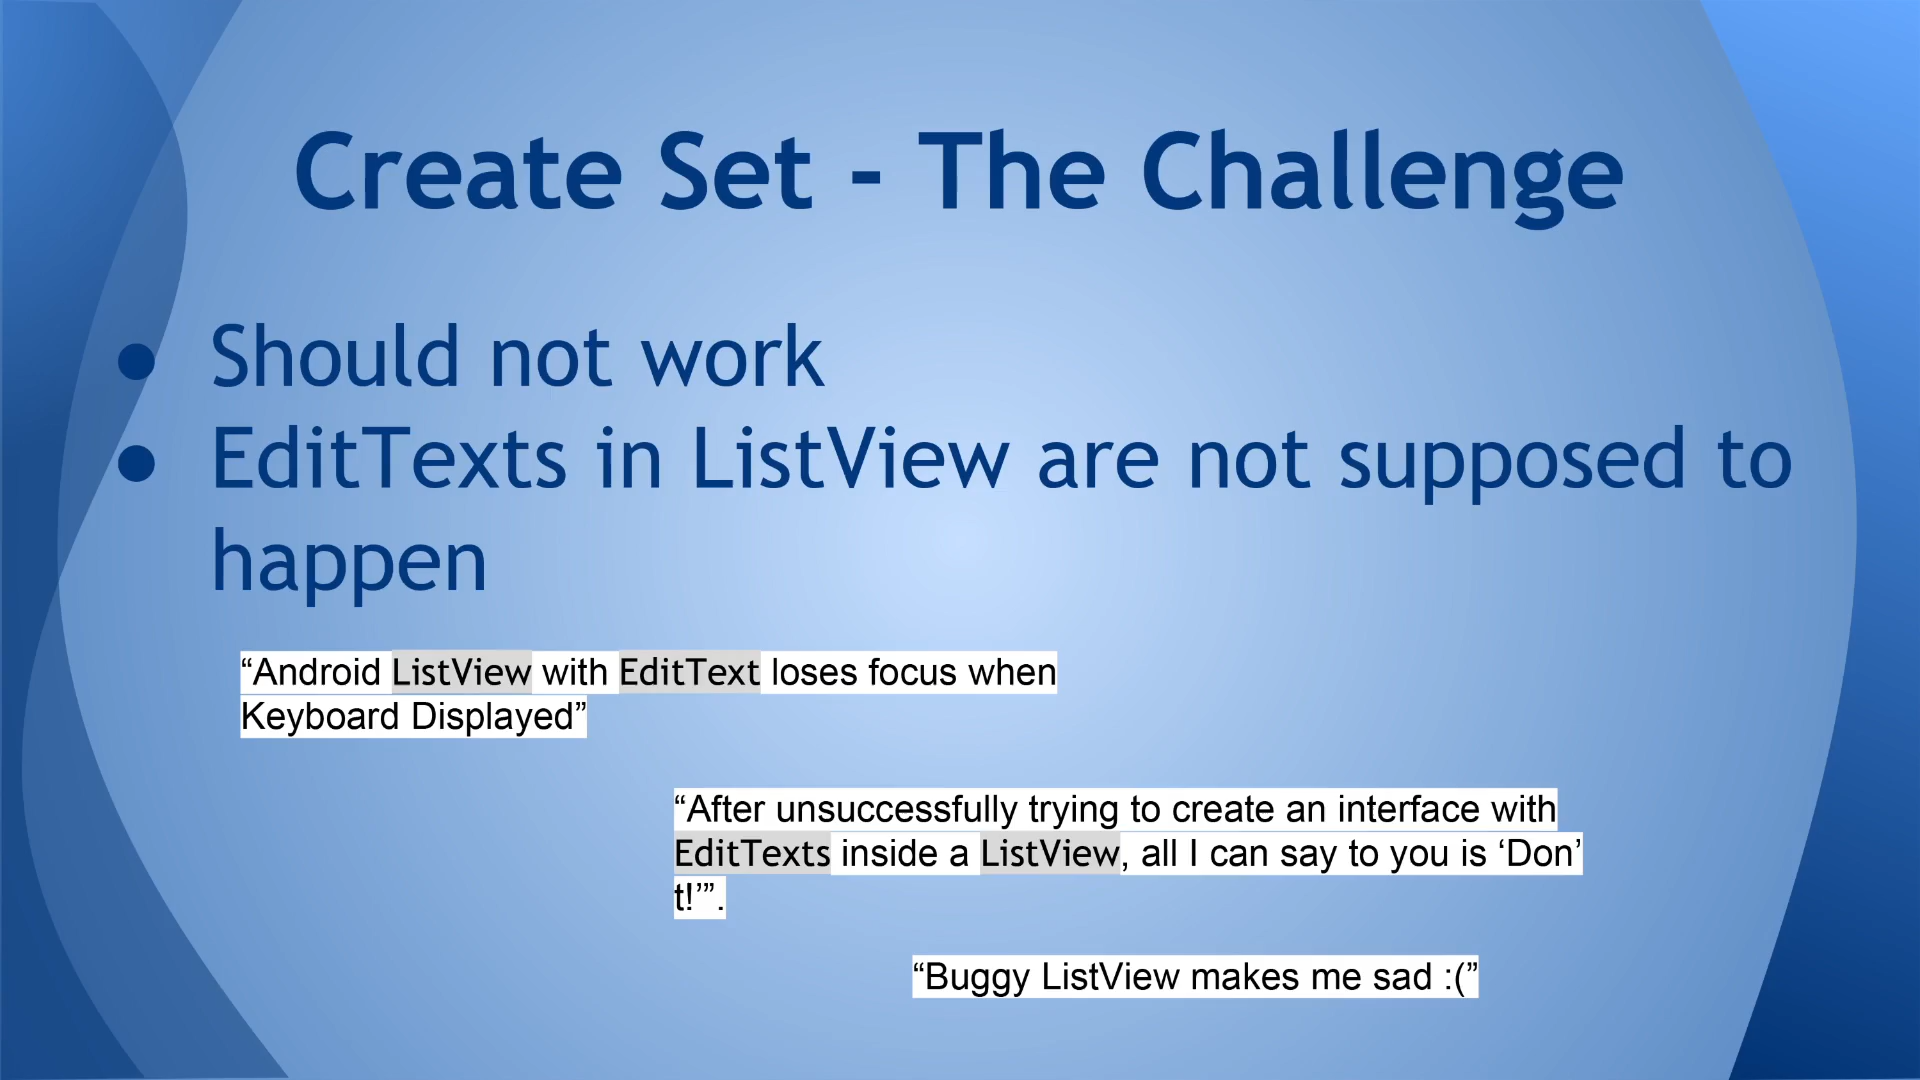 Create Set - The Challenge
● Should not work
● EditTexts in ListView are not supposed to
happen
“Android ListView with EditText loses focus when
Keyboard Displayed”
“After unsuccessfully trying to create an interface with
EditTexts inside a ListView, all I can say to you is ‘Don’
t!’”.
“Buggy ListView makes me sad :(”